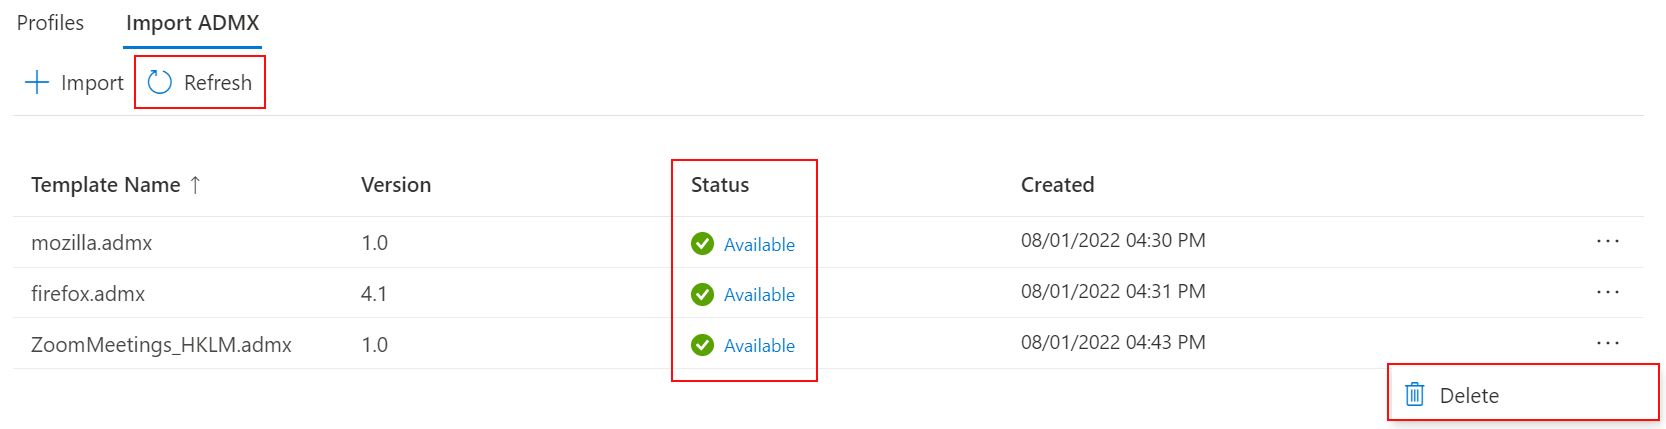 Profiles Import ADMX
Import Refresh
Template Name ↑ Version Status Created
mozilla.admx 1.0 Available 08/01/2022 04:30 PM ...
firefox.admx 4.1 Available 08/01/2022 04:31 PM ...
ZoomMeetings_HKLM.admx 1.0 Available 08/01/2022 04:43 PM ...
Delete